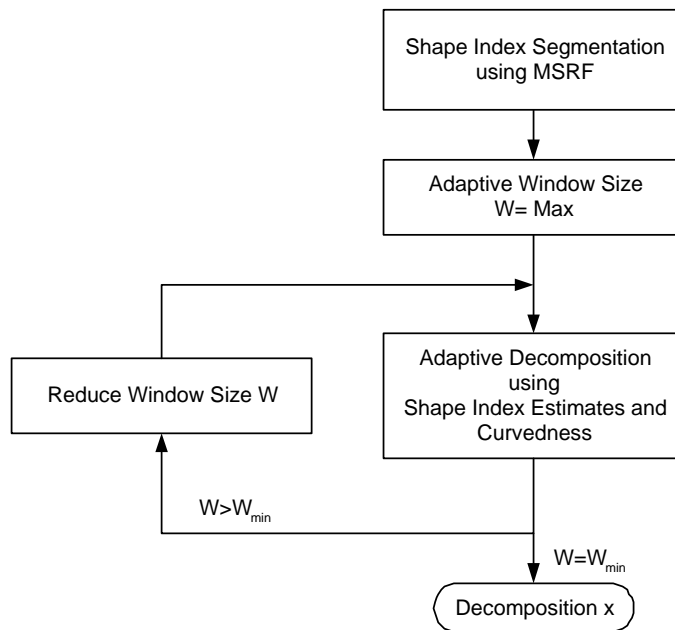 Shape Index Segmentation
using MSRF
Adaptive Window Size
W= Max
Adaptive Decomposition
using
Shape Index Estimates and
Curvedness
Reduce Window Size W
W>Wmin
W=Wmin
Decomposition x